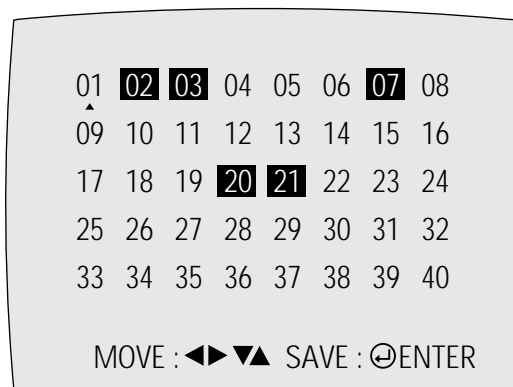 01 02 03 04 05 06 07 08
09 10 11 12 13 14 15 16
17 18 19 20 21 22 23 24
25 26 27 28 29 30 31 32
33 34 35 36 37 38 39 40
MOVE : ◀▶ ▼▲ SAVE : ⏎ENTER